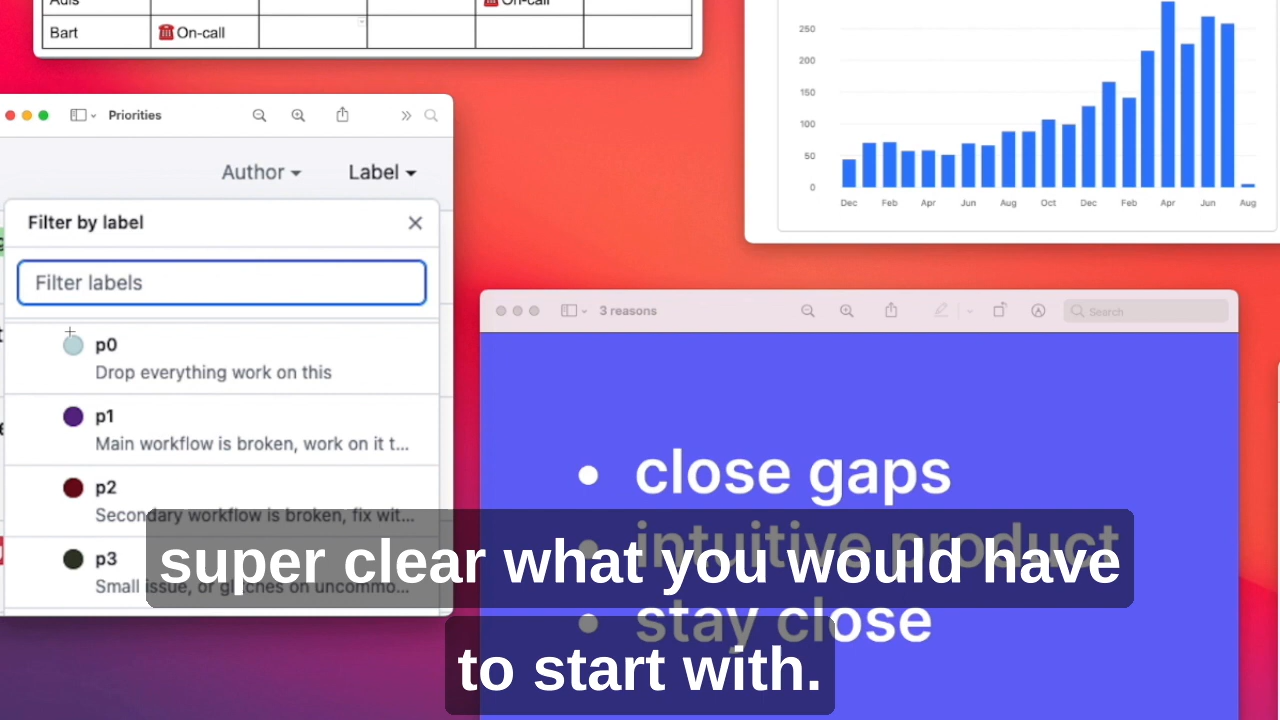 Adis
☎️ On-call
Bart
☎️ On-call
250
200
150
100
50
0
Dec Feb Apr Jun Aug Oct Dec Feb Apr Jun Aug
Priorities
Author Label
Filter by label
Filter labels
p0
Drop everything work on this
p1
Main workflow is broken, work on it t...
p2
Secondary workflow is broken, fix wit...
p3
Small issue, or glitches on uncommo...
3 reasons
Search
• close gaps
• intuitive product
• stay close
super clear what you would have
to start with.